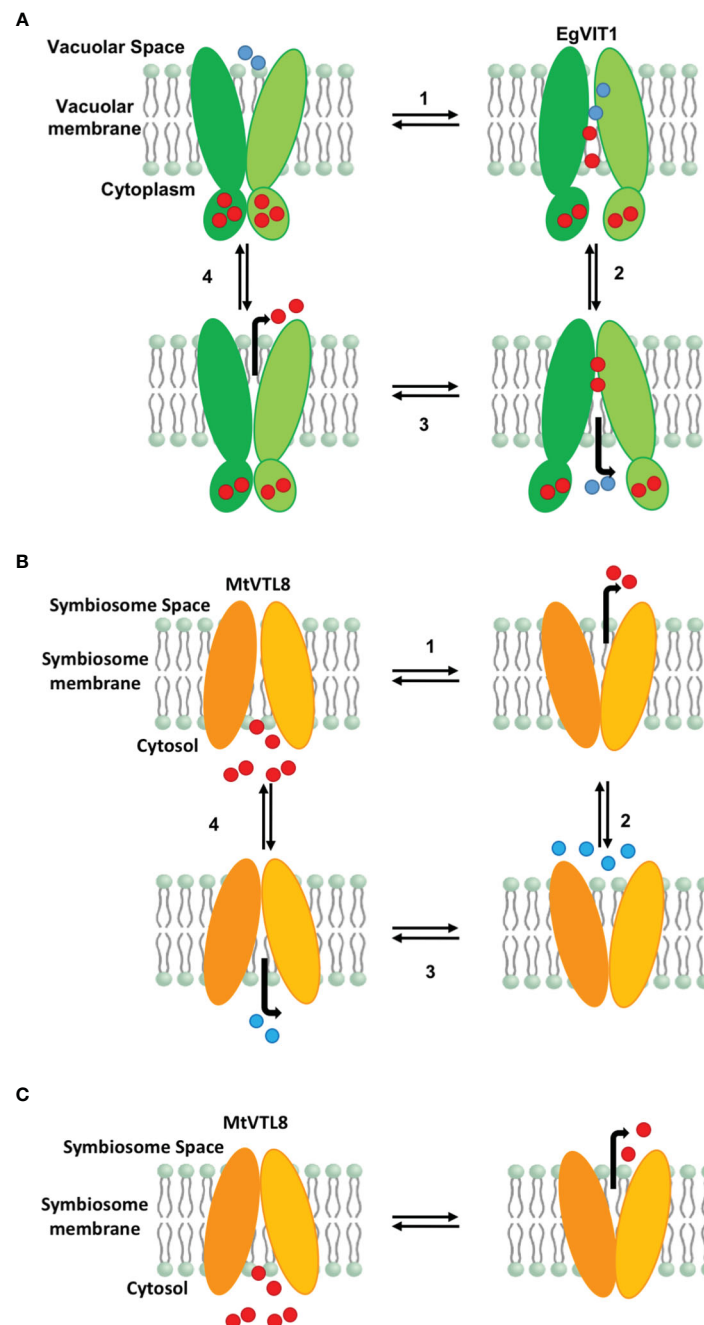 A
Vacuolar Space
EgVIT1
Vacuolar
membrane
1
Cytoplasm
4
2
3
B
MtVTL8
Symbiosome Space
1
Symbiosome
membrane
Cytosol
4
2
3
C
MtVTL8
Symbiosome Space
Symbiosome
membrane
Cytosol